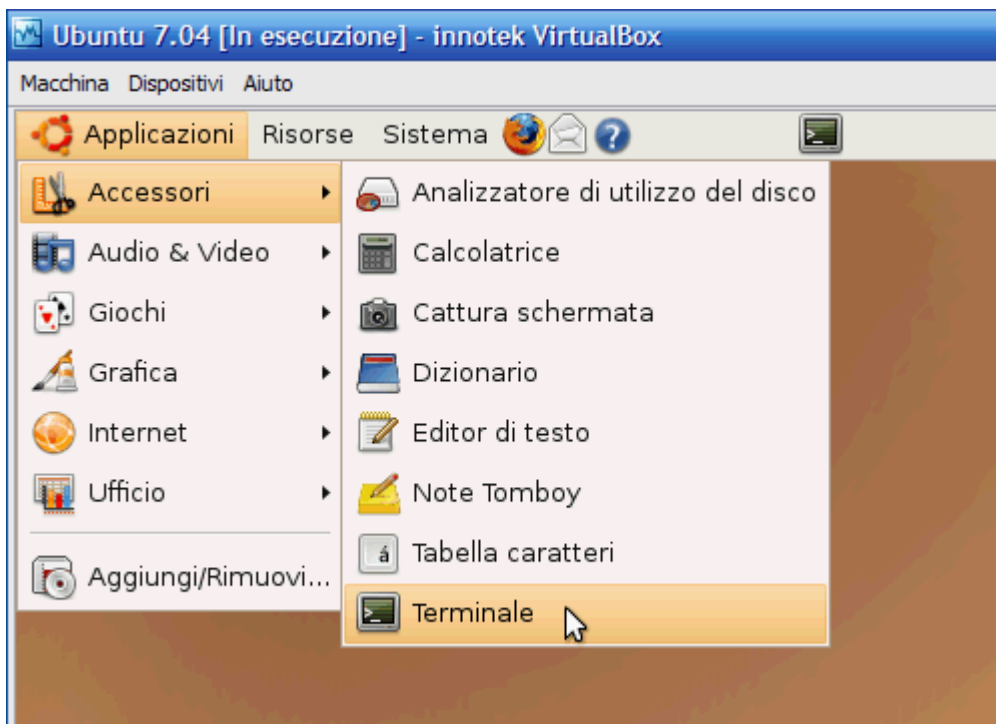 Ubuntu 7.04 [In esecuzione] - innotek VirtualBox
Macchina Dispositivi Aiuto
Applicazioni Risorse Sistema
Accessori
Audio & Video
Giochi
Grafica
Internet
Ufficio
Aggiungi/Rimuovi...
Analizzatore di utilizzo del disco
Calcolatrice
Cattura schermata
Dizionario
Editor di testo
Note Tomboy
á Tabella caratteri
Terminale